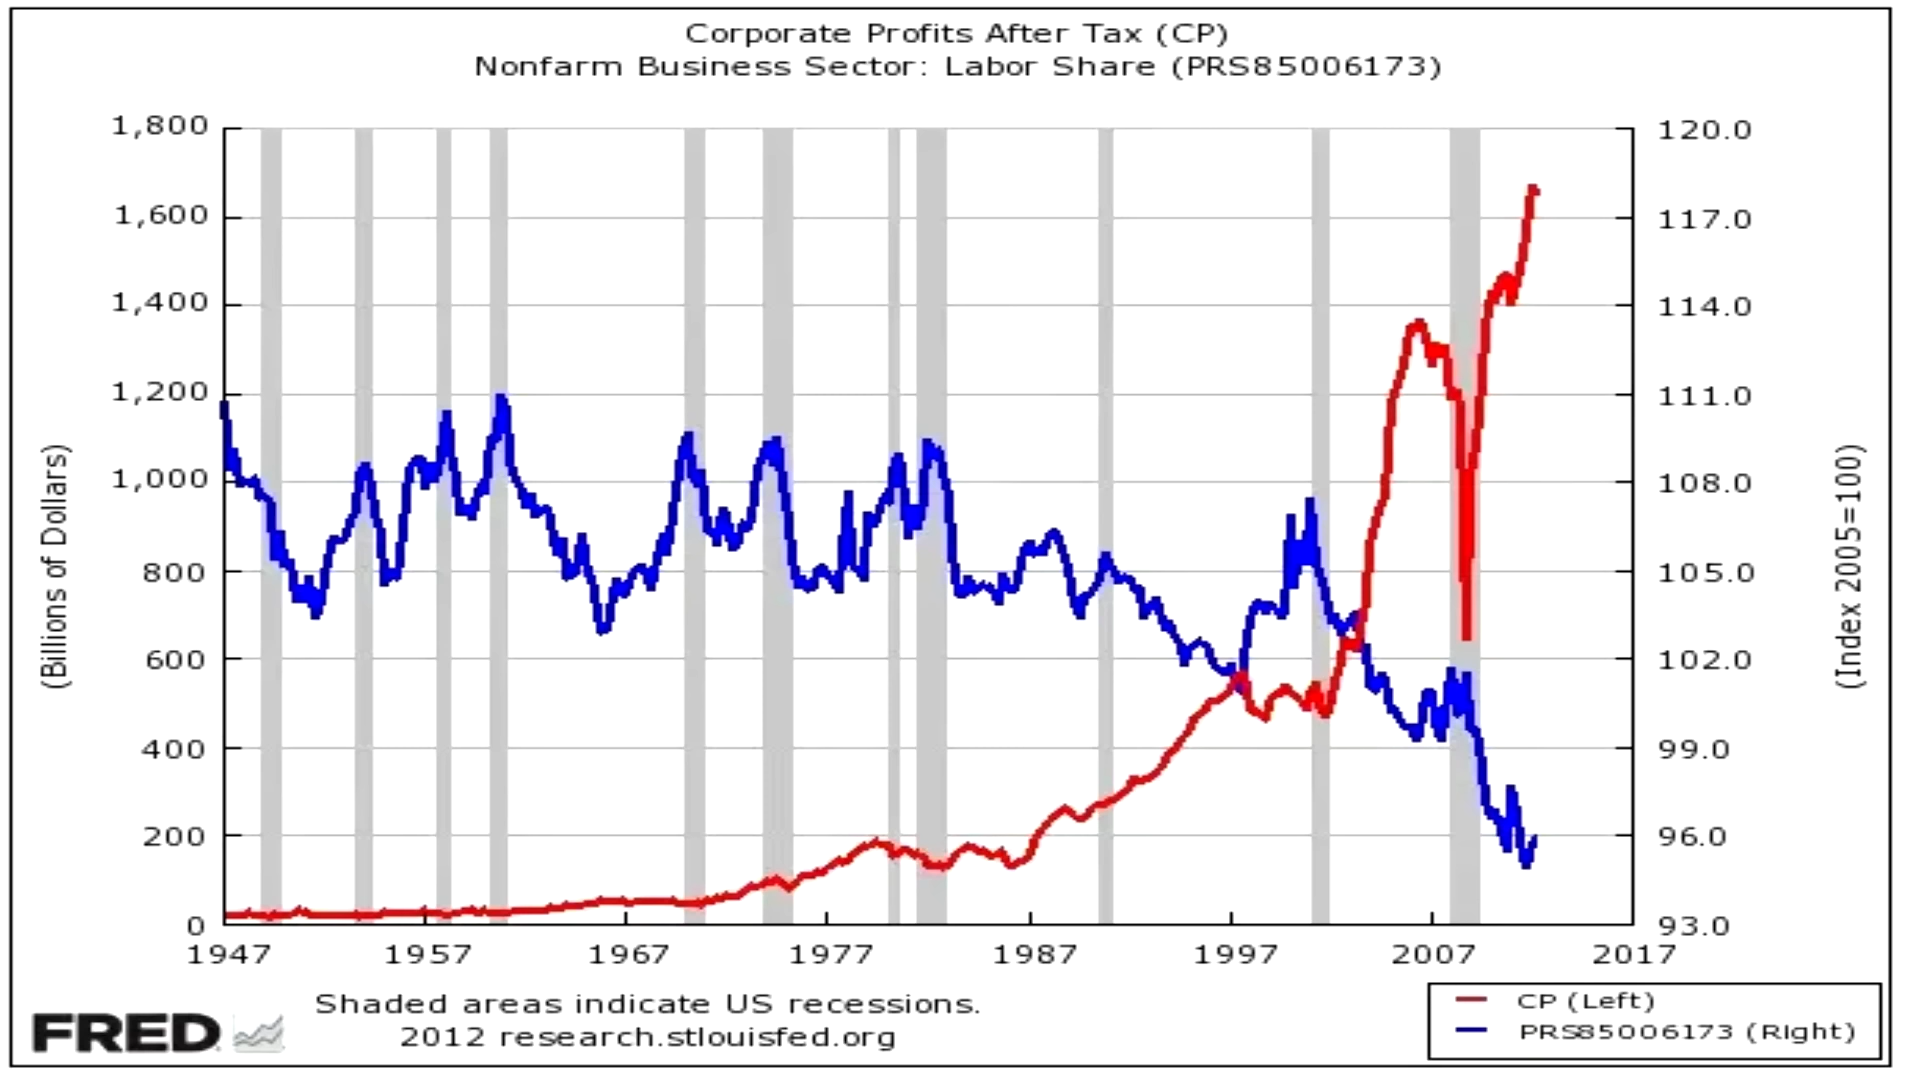 Corporate Profits After Tax (CP)
Nonfarm Business Sector: Labor Share (PRS85006173)
1,800
1,600
1,400
1,200
1,000
800
600
400
200
0
(Billions of Dollars)
120.0
117.0
114.0
111.0
108.0
105.0
102.0
99.0
96.0
93.0
(Index 2005=100)
1947 1957 1967 1977 1987 1997 2007 2017
Shaded areas indicate US recessions.
2012 research.stlouisfed.org
FRED
CP (Left)
PRS85006173 (Right)